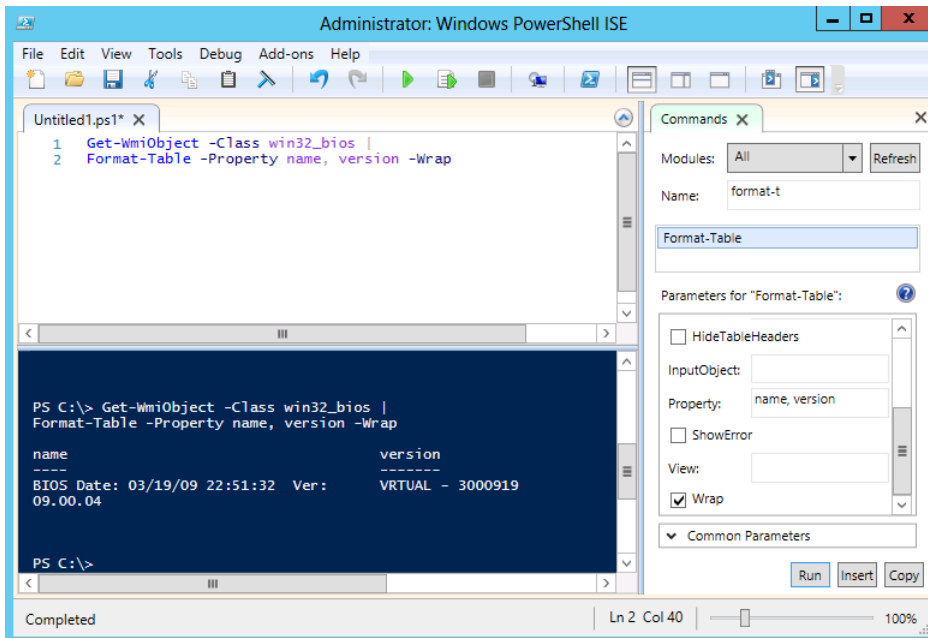 Administrator: Windows PowerShell ISE
File Edit View Tools Debug Add-ons Help
Untitled1.ps1* X
1 Get-WmiObject -Class win32_bios |
2 Format-Table -Property name, version -Wrap
PS C:\> Get-WmiObject -Class win32_bios |
Format-Table -Property name, version -Wrap
name version
---- -------
BIOS Date: 03/19/09 22:51:32 Ver: VRTUAL - 3000919
09.00.04
PS C:\>
Commands X
Modules: All Refresh
Name: format-t
Format-Table
Parameters for "Format-Table":
HideTableHeaders
InputObject:
Property: name, version
ShowError
View:
Wrap
Common Parameters
Run Insert Copy
Completed Ln 2 Col 40 100%